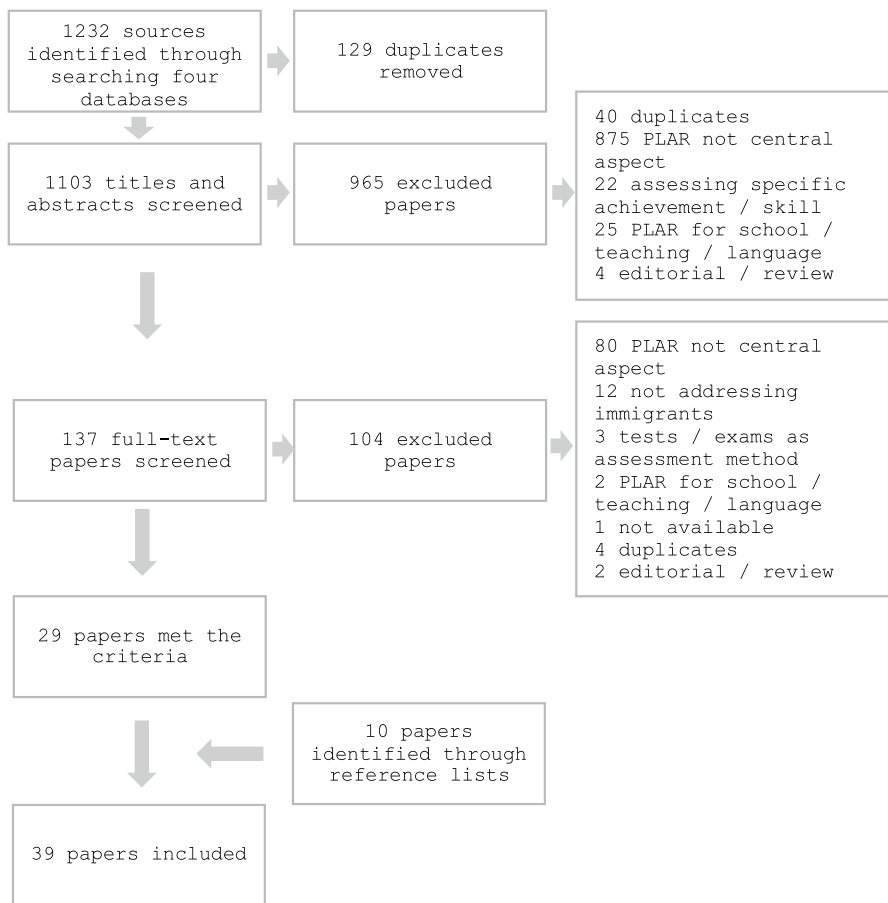 1232 sources
identified through
searching four
databases
129 duplicates
removed
1103 titles and
abstracts screened
965 excluded
papers
40 duplicates
875 PLAR not central
aspect
22 assessing specific
achievement / skill
25 PLAR for school /
teaching / language
4 editorial / review
137 full-text
papers screened
104 excluded
papers
80 PLAR not central
aspect
12 not addressing
immigrants
3 tests / exams as
assessment method
2 PLAR for school /
teaching / language
1 not available
4 duplicates
2 editorial / review
29 papers met the
criteria
10 papers
identified through
reference lists
39 papers included